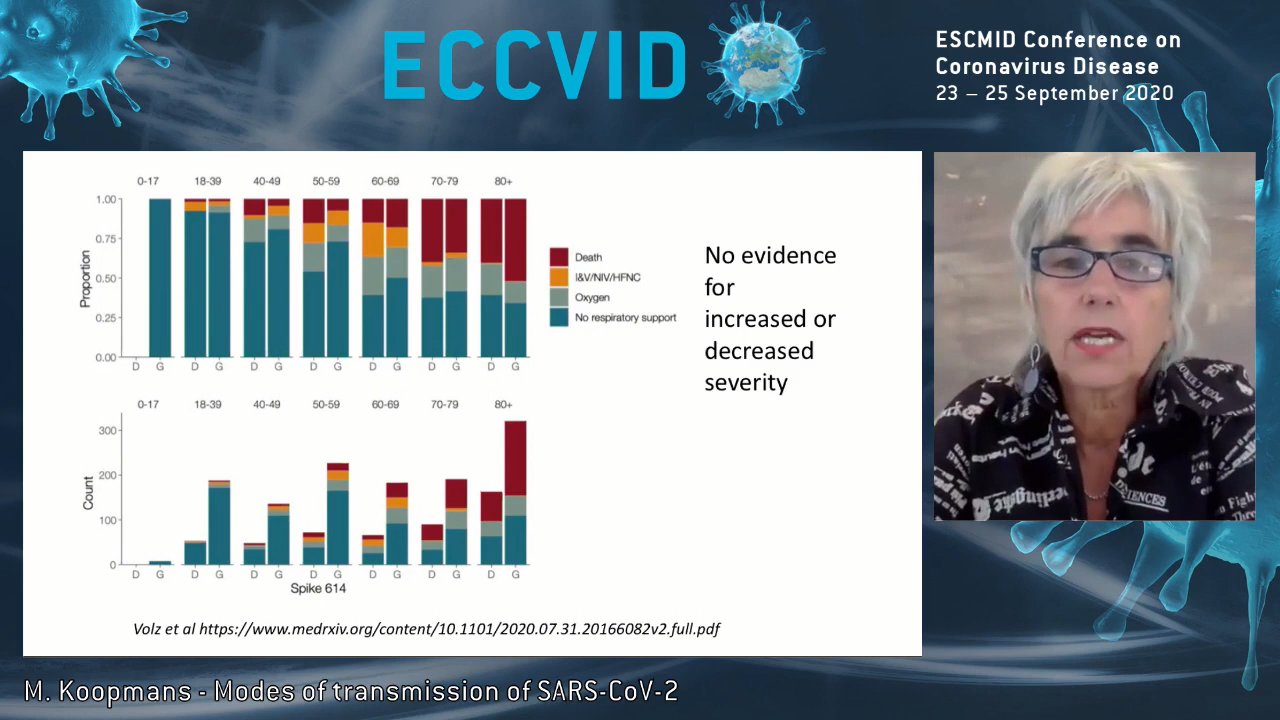 ECCVID
ESCMID Conference on
Coronavirus Disease
23 – 25 September 2020
0-17 18-39 40-49 50-59 60-69 70-79 80+
1.00
0.75
0.50
0.25
0.00
Proportion
D G D G D G D G D G D G D G
Death
I&V/NIV/HFNC
Oxygen
No respiratory support
No evidence
for
increased or
decreased
severity
0-17 18-39 40-49 50-59 60-69 70-79 80+
300
200
100
0
Count
D G D G D G D G D G D G D G
Spike 614
Volz et al https://www.medrxiv.org/content/10.1101/2020.07.31.20166082v2.full.pdf
M. Koopmans - Modes of transmission of SARS-CoV-2